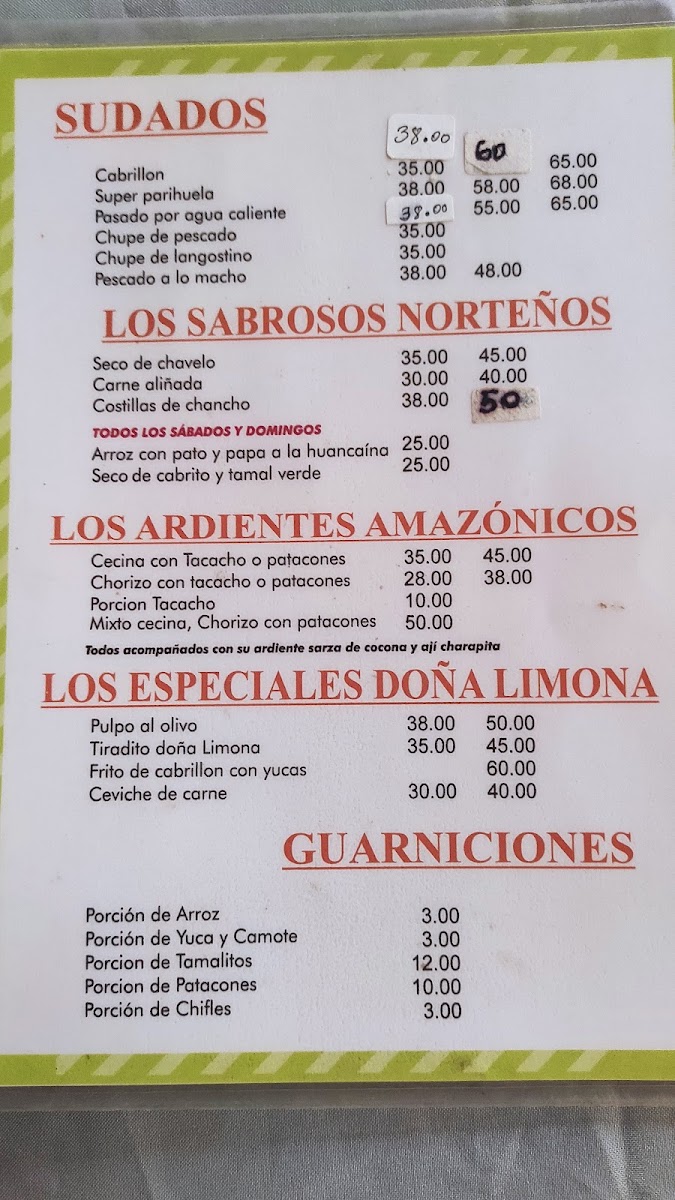 SUDADOS
38.00
60
Cabrillon 35.00 65.00
Super parihuela 38.00 58.00 68.00
Pasado por agua caliente 38.00 55.00 65.00
Chupe de pescado 35.00
Chupe de langostino 35.00
Pescado a lo macho 38.00 48.00
LOS SABROSOS NORTEÑOS
Seco de chavelo 35.00 45.00
Carne aliñada 30.00 40.00
Costillas de chancho 38.00 50
TODOS LOS SÁBADOS Y DOMINGOS
Arroz con pato y papa a la huancaína 25.00
Seco de cabrito y tamal verde 25.00
LOS ARDIENTES AMAZÓNICOS
Cecina con Tacacho o patacones 35.00 45.00
Chorizo con tacacho o patacones 28.00 38.00
Porcion Tacacho 10.00
Mixto cecina, Chorizo con patacones 50.00
Todos acompañados con su ardiente sarza de cocona y ají charapita
LOS ESPECIALES DOÑA LIMONA
Pulpo al olivo 38.00 50.00
Tiradito doña Limona 35.00 45.00
Frito de cabrillon con yucas 60.00
Ceviche de carne 30.00 40.00
GUARNICIONES
Porción de Arroz 3.00
Porción de Yuca y Camote 3.00
Porcion de Tamalitos 12.00
Porcion de Patacones 10.00
Porción de Chifles 3.00